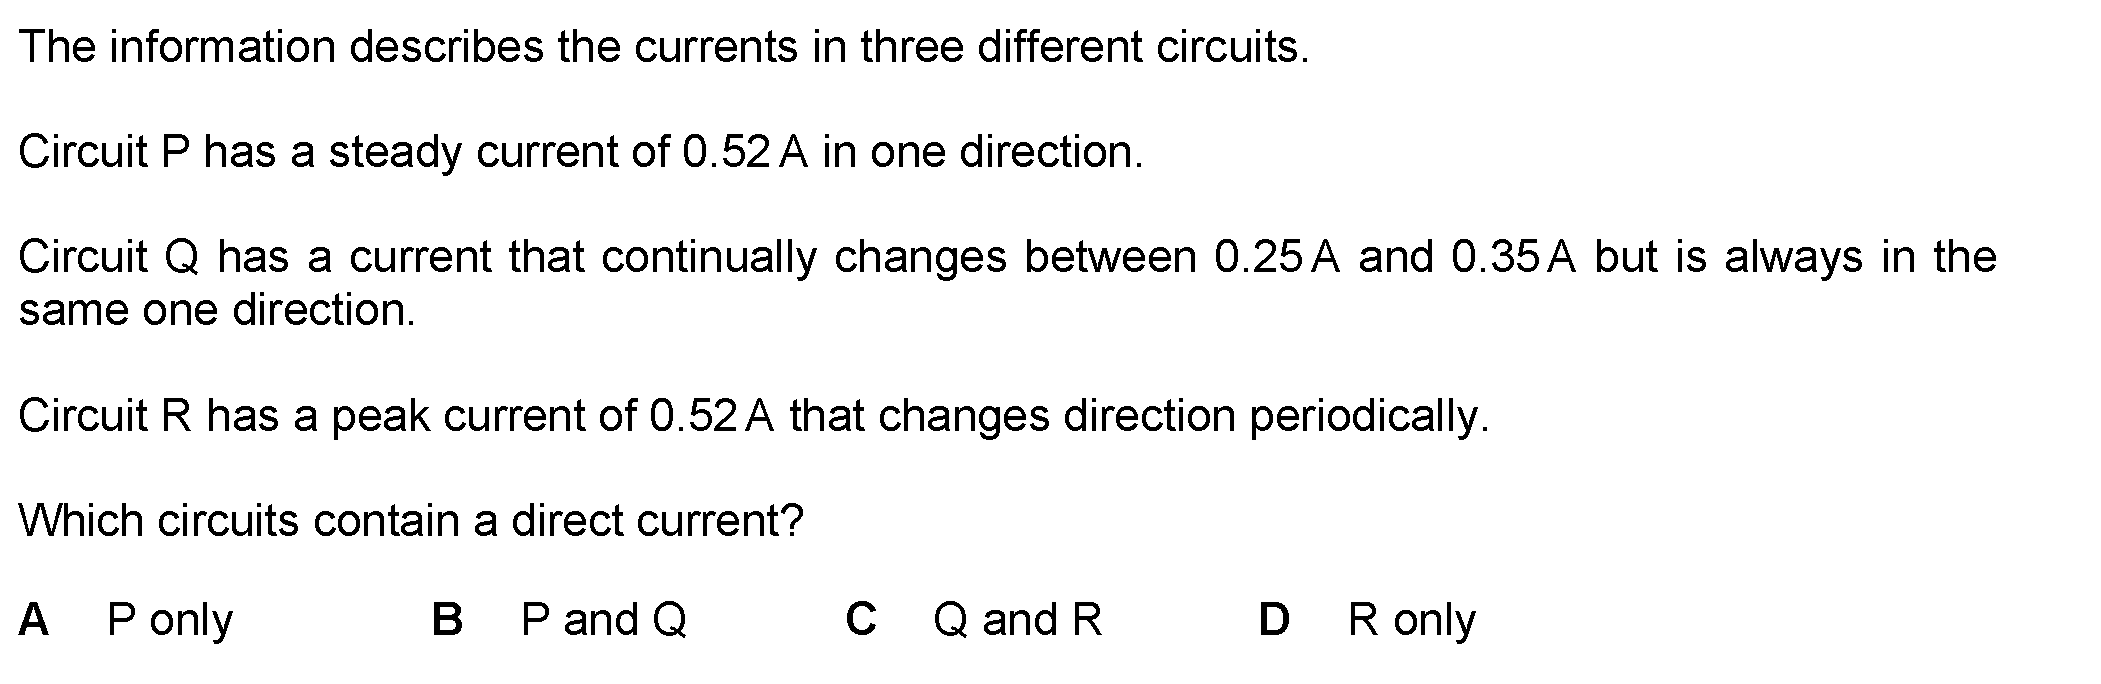 The information describes the currents in three different circuits.
Circuit P has a steady current of 0.52 A in one direction.
Circuit Q has a current that continually changes between 0.25 A and 0.35 A but is always in the
same one direction.
Circuit R has a peak current of 0.52 A that changes direction periodically.
Which circuits contain a direct current?
A P only B P and Q C Q and R D R only